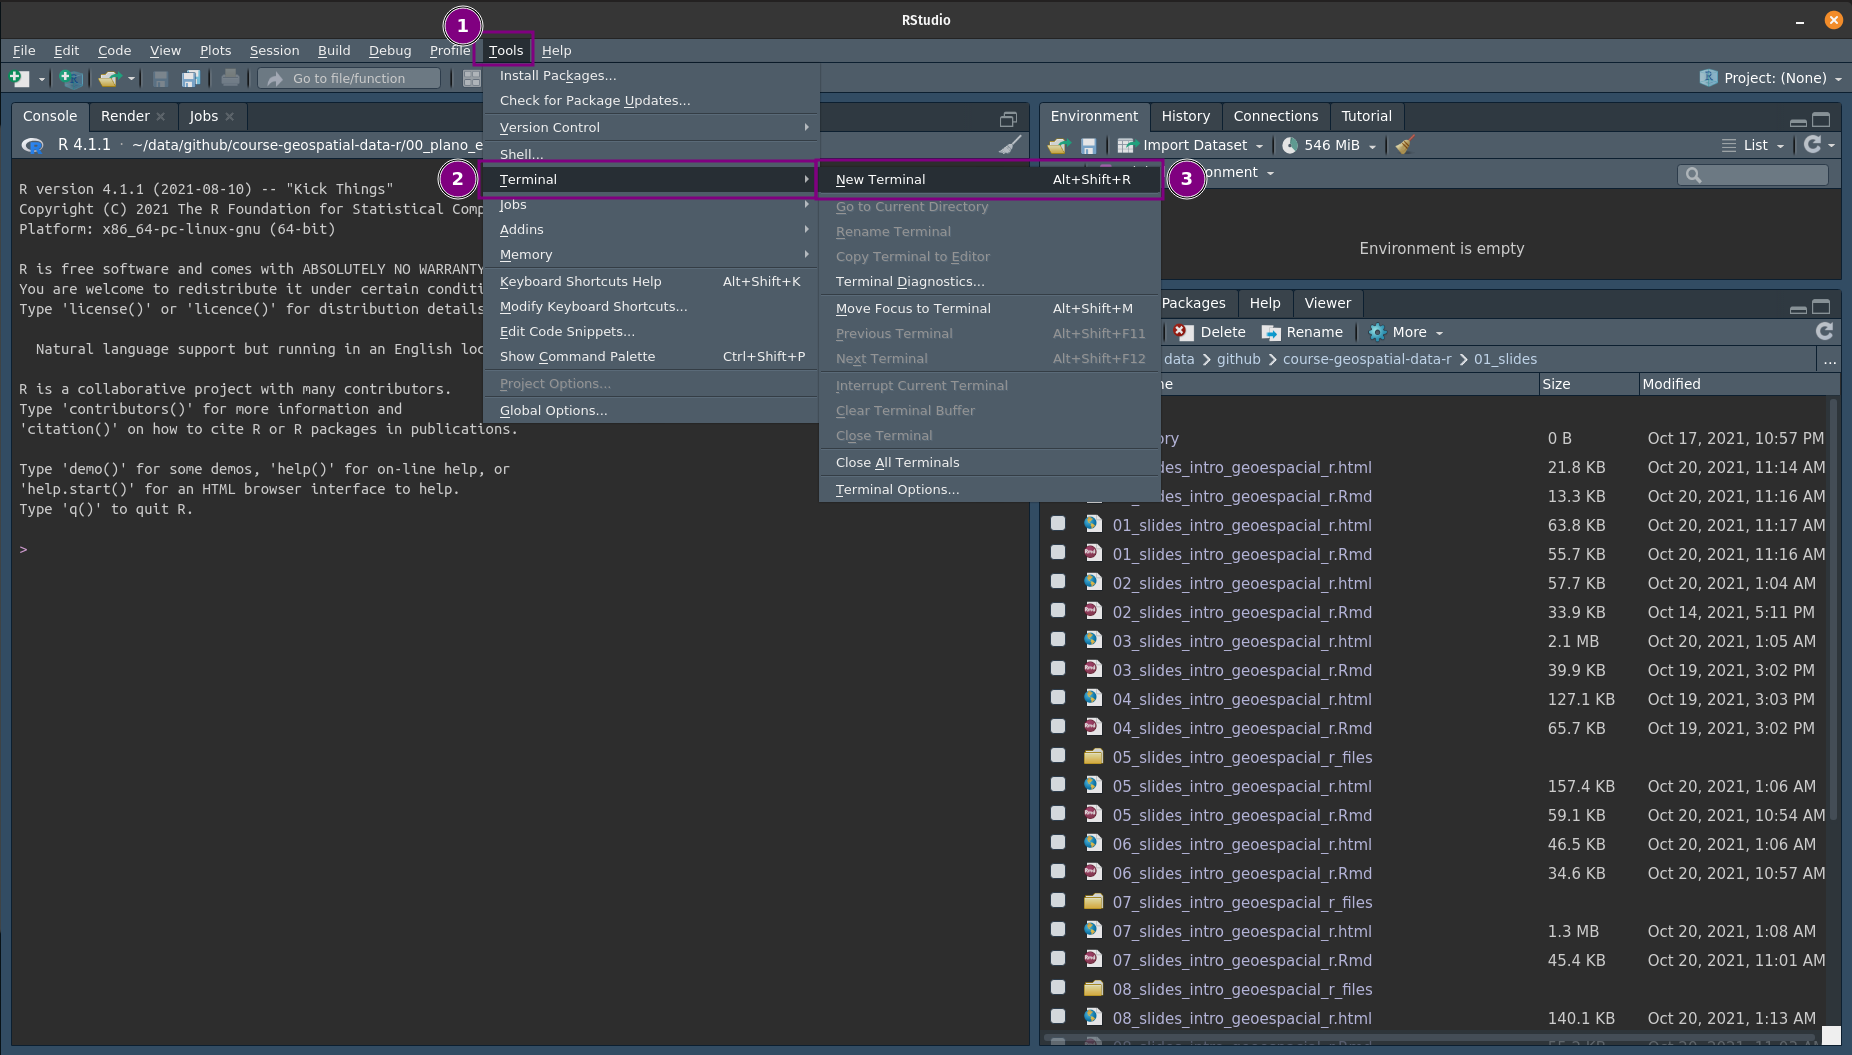 RStudio
1
File Edit Code View Plots Session Build Debug Profile Tools Help
Go to file/function
Project: (None)
Install Packages...
Check for Package Updates...
Version Control
Shell...
2
Terminal
Jobs
Addins
Memory
Keyboard Shortcuts Help Alt+Shift+K
Modify Keyboard Shortcuts...
Edit Code Snippets...
Show Command Palette Ctrl+Shift+P
Project Options...
Global Options...
New Terminal Alt+Shift+R
3
Go to Current Directory
Rename Terminal
Copy Terminal to Editor
Terminal Diagnostics...
Move Focus to Terminal Alt+Shift+M
Previous Terminal Alt+Shift+F11
Next Terminal Alt+Shift+F12
Interrupt Current Terminal
Clear Terminal Buffer
Close Terminal
Close All Terminals
Terminal Options...
Console Render Jobs
R 4.1.1 · ~/data/github/course-geospatial-data-r/00_plano_e
R version 4.1.1 (2021-08-10) -- "Kick Things"
Copyright (C) 2021 The R Foundation for Statistical Comp
Platform: x86_64-pc-linux-gnu (64-bit)
R is free software and comes with ABSOLUTELY NO WARRANTY
You are welcome to redistribute it under certain conditi
Type 'license()' or 'licence()' for distribution details
Natural language support but running in an English loc
R is a collaborative project with many contributors.
Type 'contributors()' for more information and
'citation()' on how to cite R or R packages in publications.
Type 'demo()' for some demos, 'help()' for on-line help, or
'help.start()' for an HTML browser interface to help.
Type 'q()' to quit R.
>
Environment History Connections Tutorial
Import Dataset 546 MiB List
onment
Environment is empty
Packages Help Viewer
Delete Rename More
data github course-geospatial-data-r 01_slides ...
me Size Modified
ory 0 B Oct 17, 2021, 10:57 PM
des_intro_geoespacial_r.html 21.8 KB Oct 20, 2021, 11:14 AM
des_intro_geoespacial_r.Rmd 13.3 KB Oct 20, 2021, 11:16 AM
01_slides_intro_geoespacial_r.html 63.8 KB Oct 20, 2021, 11:17 AM
01_slides_intro_geoespacial_r.Rmd 55.7 KB Oct 20, 2021, 11:16 AM
02_slides_intro_geoespacial_r.html 57.7 KB Oct 20, 2021, 1:04 AM
02_slides_intro_geoespacial_r.Rmd 33.9 KB Oct 14, 2021, 5:11 PM
03_slides_intro_geoespacial_r.html 2.1 MB Oct 20, 2021, 1:05 AM
03_slides_intro_geoespacial_r.Rmd 39.9 KB Oct 19, 2021, 3:02 PM
04_slides_intro_geoespacial_r.html 127.1 KB Oct 19, 2021, 3:03 PM
04_slides_intro_geoespacial_r.Rmd 65.7 KB Oct 19, 2021, 3:02 PM
05_slides_intro_geoespacial_r_files
05_slides_intro_geoespacial_r.html 157.4 KB Oct 20, 2021, 1:06 AM
05_slides_intro_geoespacial_r.Rmd 59.1 KB Oct 20, 2021, 10:54 AM
06_slides_intro_geoespacial_r.html 46.5 KB Oct 20, 2021, 1:06 AM
06_slides_intro_geoespacial_r.Rmd 34.6 KB Oct 20, 2021, 10:57 AM
07_slides_intro_geoespacial_r_files
07_slides_intro_geoespacial_r.html 1.3 MB Oct 20, 2021, 1:08 AM
07_slides_intro_geoespacial_r.Rmd 45.4 KB Oct 20, 2021, 11:01 AM
08_slides_intro_geoespacial_r_files
08_slides_intro_geoespacial_r.html 140.1 KB Oct 20, 2021, 1:13 AM